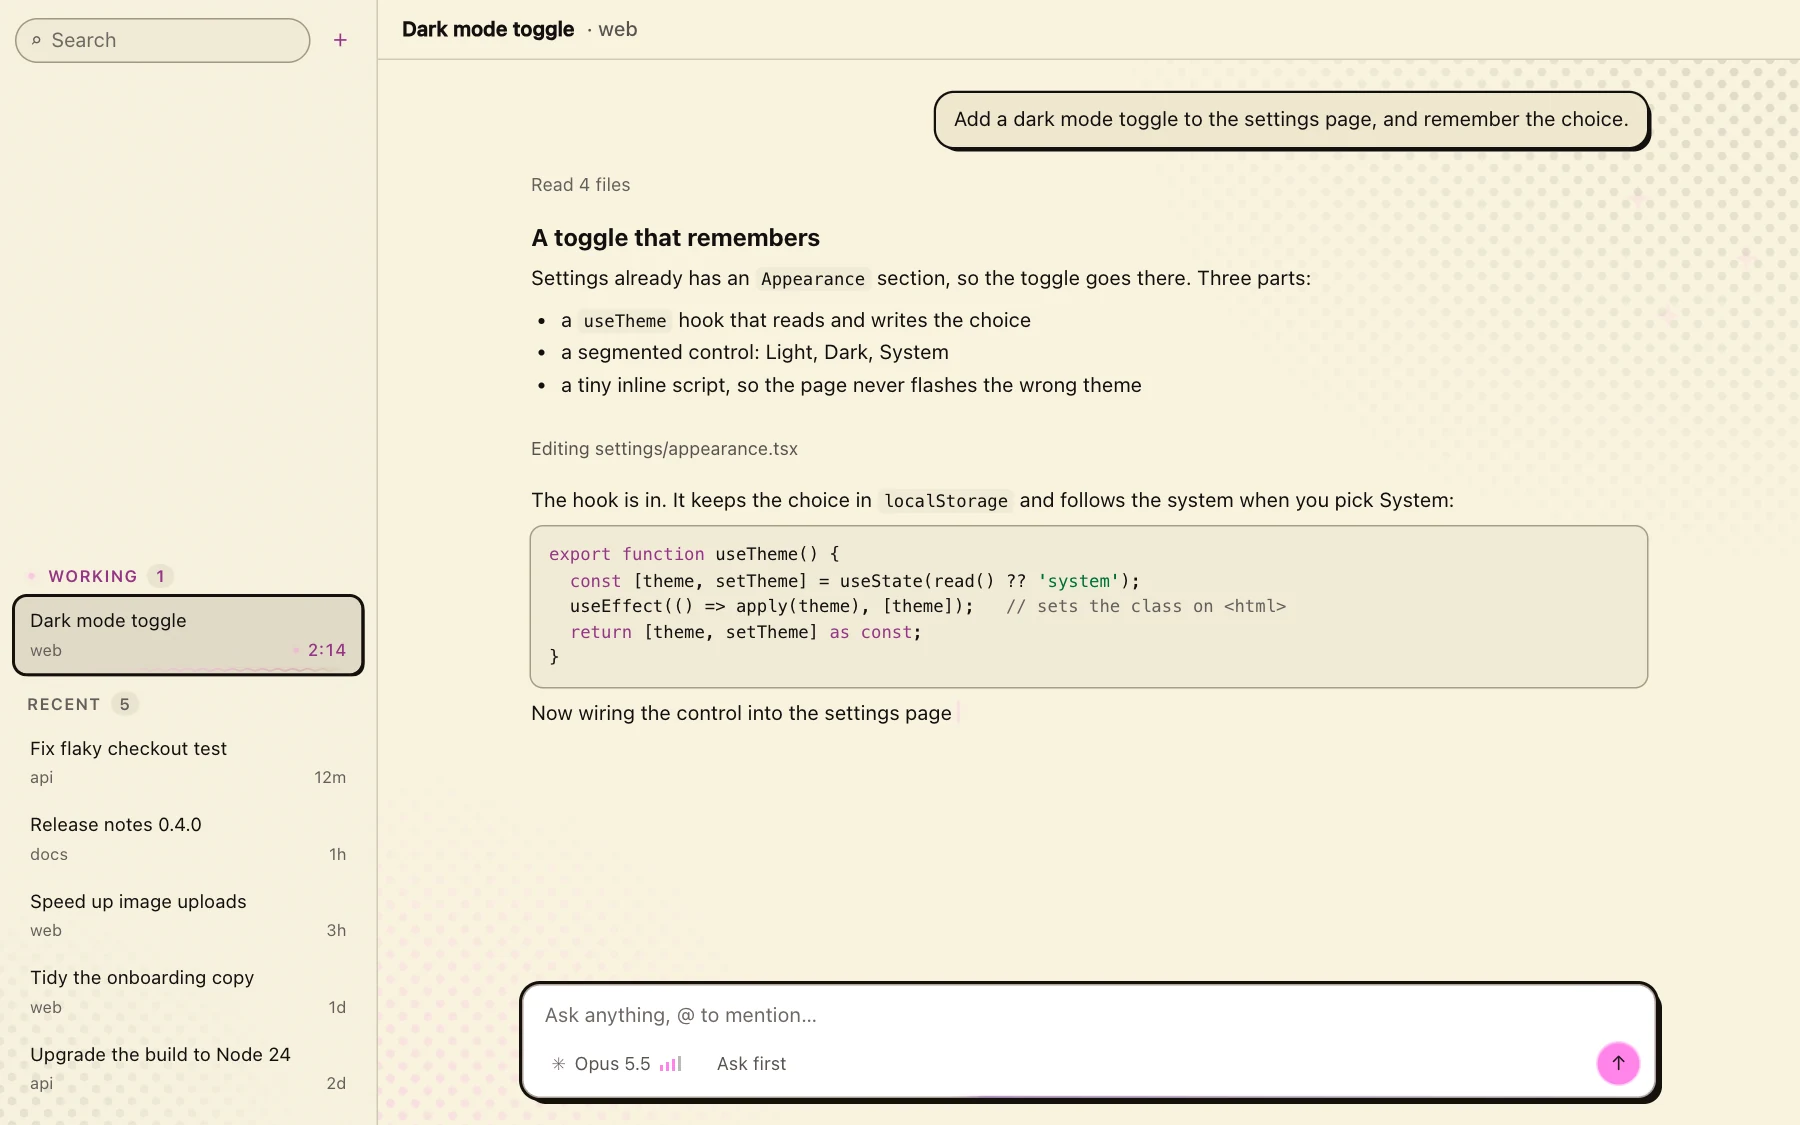 Search
+
WORKING 1
Dark mode toggle
web 2:14
RECENT 5
Fix flaky checkout test
api 12m
Release notes 0.4.0
docs 1h
Speed up image uploads
web 3h
Tidy the onboarding copy
web 1d
Upgrade the build to Node 24
api 2d
Dark mode toggle · web
Add a dark mode toggle to the settings page, and remember the choice.
Read 4 files
A toggle that remembers
Settings already has an Appearance section, so the toggle goes there. Three parts:
• a useTheme hook that reads and writes the choice
• a segmented control: Light, Dark, System
• a tiny inline script, so the page never flashes the wrong theme
Editing settings/appearance.tsx
The hook is in. It keeps the choice in localStorage and follows the system when you pick System:
export function useTheme() {
  const [theme, setTheme] = useState(read() ?? 'system');
  useEffect(() => apply(theme), [theme]);   // sets the class on <html>
  return [theme, setTheme] as const;
}
Now wiring the control into the settings page
Ask anything, @ to mention...
Opus 5.5 Ask first